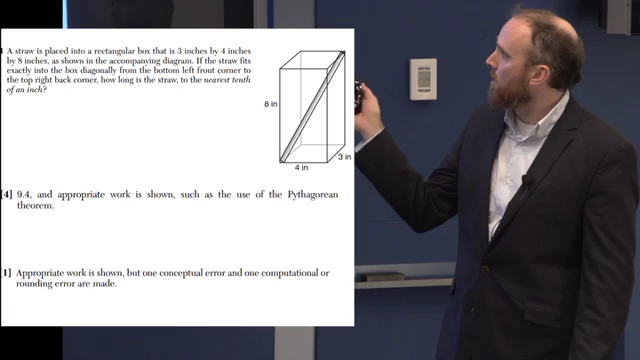 A straw is placed into a rectangular box that is 3 inches by 4 inches
by 8 inches, as shown in the accompanying diagram. If the straw fits
exactly into the box diagonally from the bottom left front corner to
the top right back corner, how long is the straw, to the nearest tenth
of an inch?
8 in
3 in
4 in
[4] 9.4, and appropriate work is shown, such as the use of the Pythagorean
theorem.
[1] Appropriate work is shown, but one conceptual error and one computational or
rounding error are made.